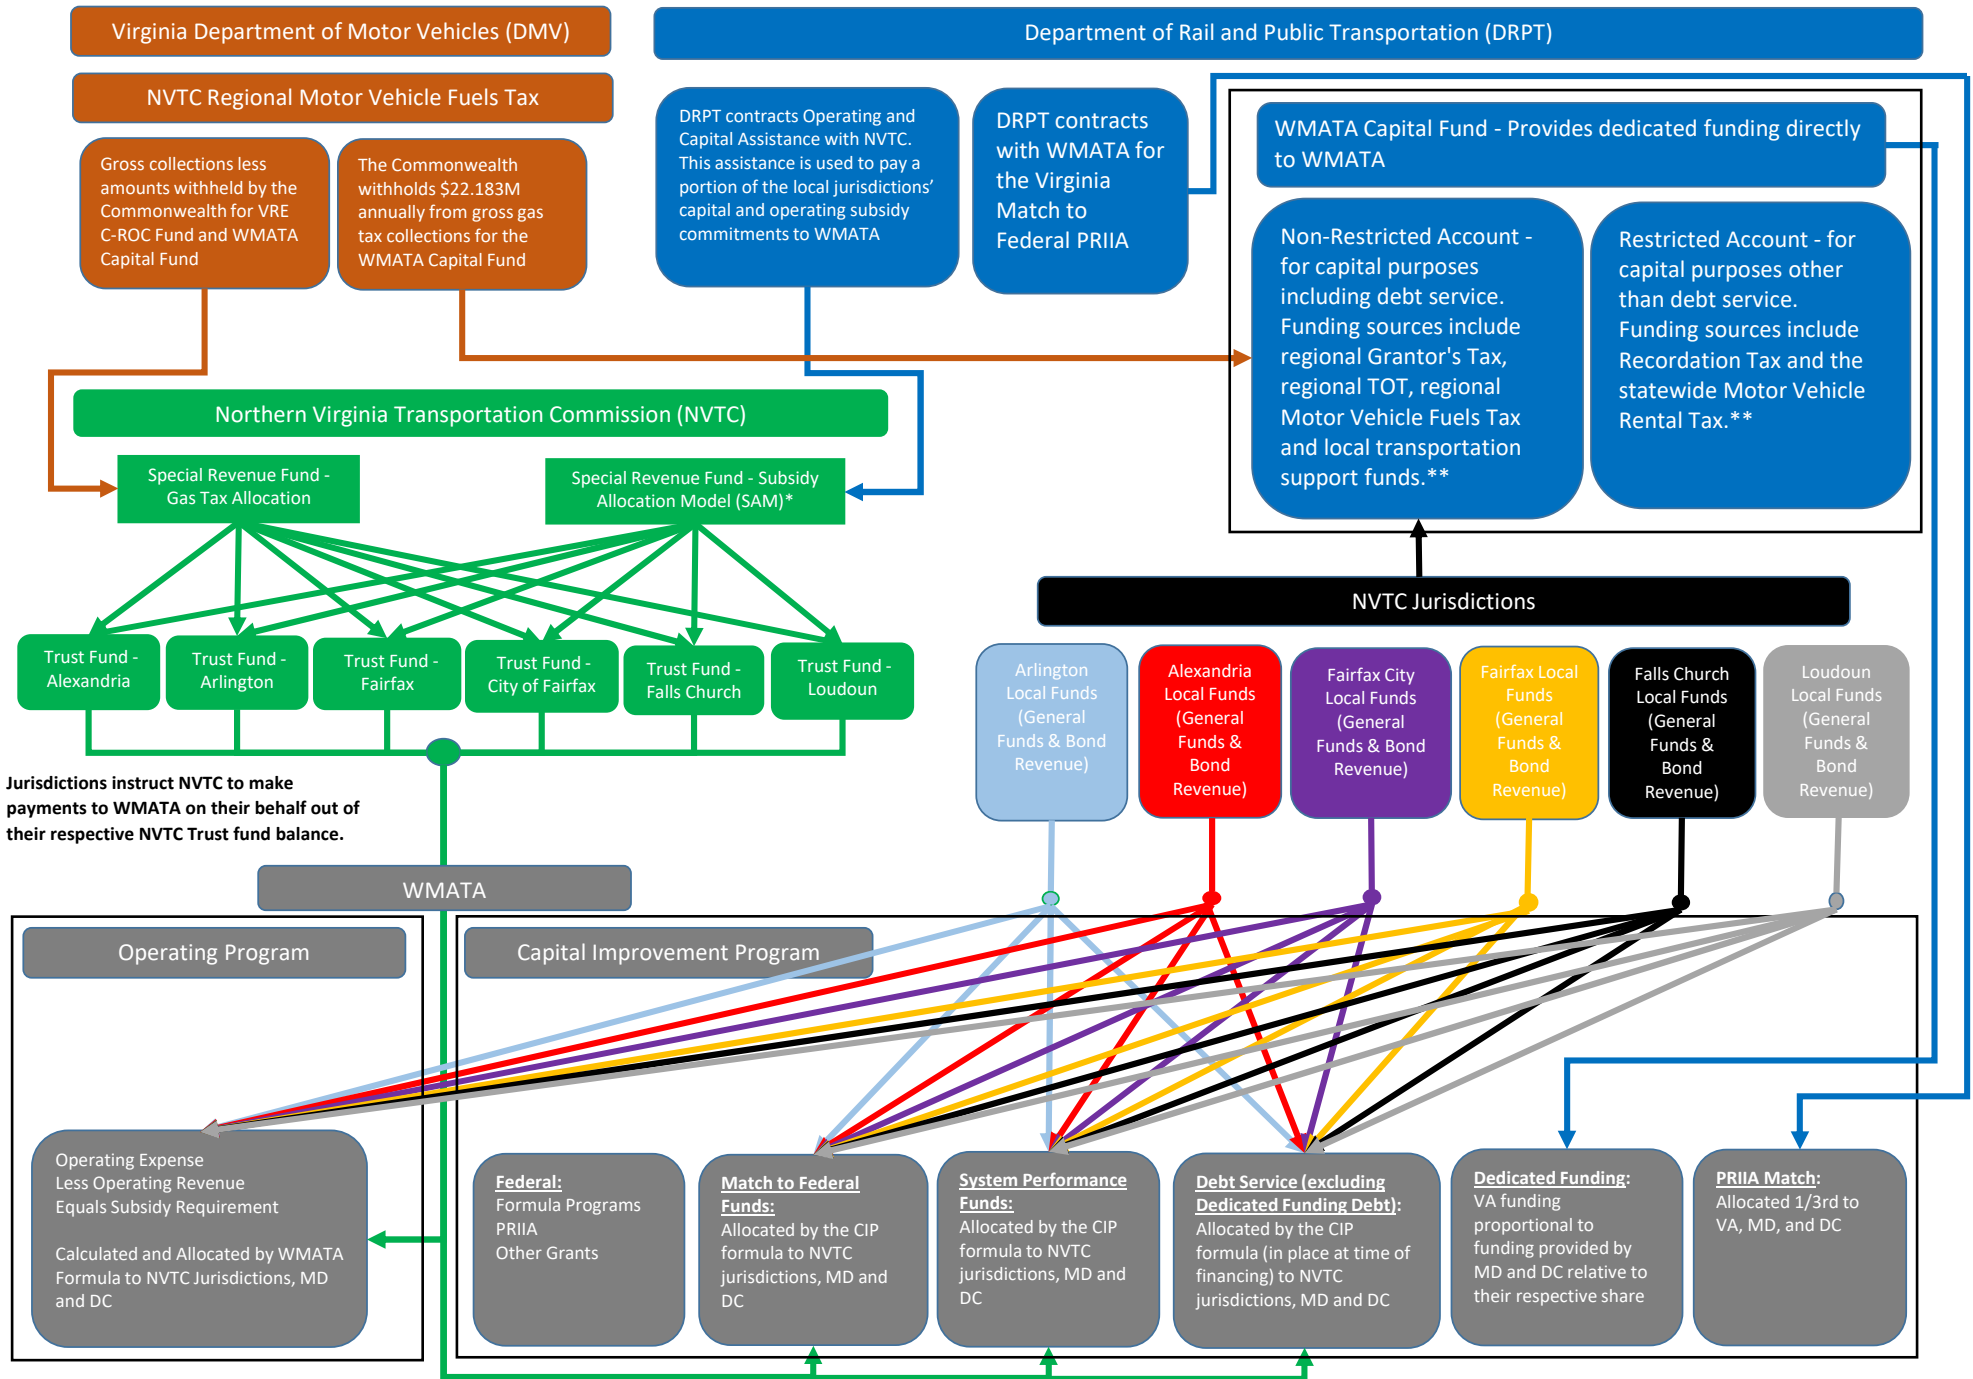 Virginia Department of Motor Vehicles (DMV)
Department of Rail and Public Transportation (DRPT)
NVTC Regional Motor Vehicle Fuels Tax
Gross collections less
amounts withheld by the
Commonwealth for VRE
C-ROC Fund and WMATA
Capital Fund
The Commonwealth
withholds $22.183M
annually from gross gas
tax collections for the
WMATA Capital Fund
DRPT contracts Operating and
Capital Assistance with NVTC.
This assistance is used to pay a
portion of the local jurisdictions’
capital and operating subsidy
commitments to WMATA
DRPT contracts
with WMATA for
the Virginia
Match to
Federal PRIIA
WMATA Capital Fund - Provides dedicated funding directly
to WMATA
Non-Restricted Account -
for capital purposes
including debt service.
Funding sources include
regional Grantor's Tax,
regional TOT, regional
Motor Vehicle Fuels Tax
and local transportation
support funds.**
Restricted Account - for
capital purposes other
than debt service.
Funding sources include
Recordation Tax and the
statewide Motor Vehicle
Rental Tax.**
Northern Virginia Transportation Commission (NVTC)
Special Revenue Fund -
Gas Tax Allocation
Special Revenue Fund - Subsidy
Allocation Model (SAM)*
Trust Fund -
Alexandria
Trust Fund -
Arlington
Trust Fund -
Fairfax
Trust Fund -
City of Fairfax
Trust Fund -
Falls Church
Trust Fund -
Loudoun
NVTC Jurisdictions
Arlington
Local Funds
(General
Funds & Bond
Revenue)
Alexandria
Local Funds
(General
Funds &
Bond
Revenue)
Fairfax City
Local Funds
(General
Funds & Bond
Revenue)
Fairfax Local
Funds
(General
Funds &
Bond
Revenue)
Falls Church
Local Funds
(General
Funds &
Bond
Revenue)
Loudoun
Local Funds
(General
Funds &
Bond
Revenue)
Jurisdictions instruct NVTC to make
payments to WMATA on their behalf out of
their respective NVTC Trust fund balance.
WMATA
Operating Program
Capital Improvement Program
Operating Expense
Less Operating Revenue
Equals Subsidy Requirement
Calculated and Allocated by WMATA
Formula to NVTC Jurisdictions, MD
and DC
Federal:
Formula Programs
PRIIA
Other Grants
Match to Federal
Funds:
Allocated by the CIP
formula to NVTC
jurisdictions, MD and
DC
System Performance
Funds:
Allocated by the CIP
formula to NVTC
jurisdictions, MD and
DC
Debt Service (excluding
Dedicated Funding Debt):
Allocated by the CIP
formula (in place at time of
financing) to NVTC
jurisdictions, MD and DC
Dedicated Funding:
VA funding
proportional to
funding provided by
MD and DC relative to
their respective share
PRIIA Match:
Allocated 1/3rd to
VA, MD, and DC